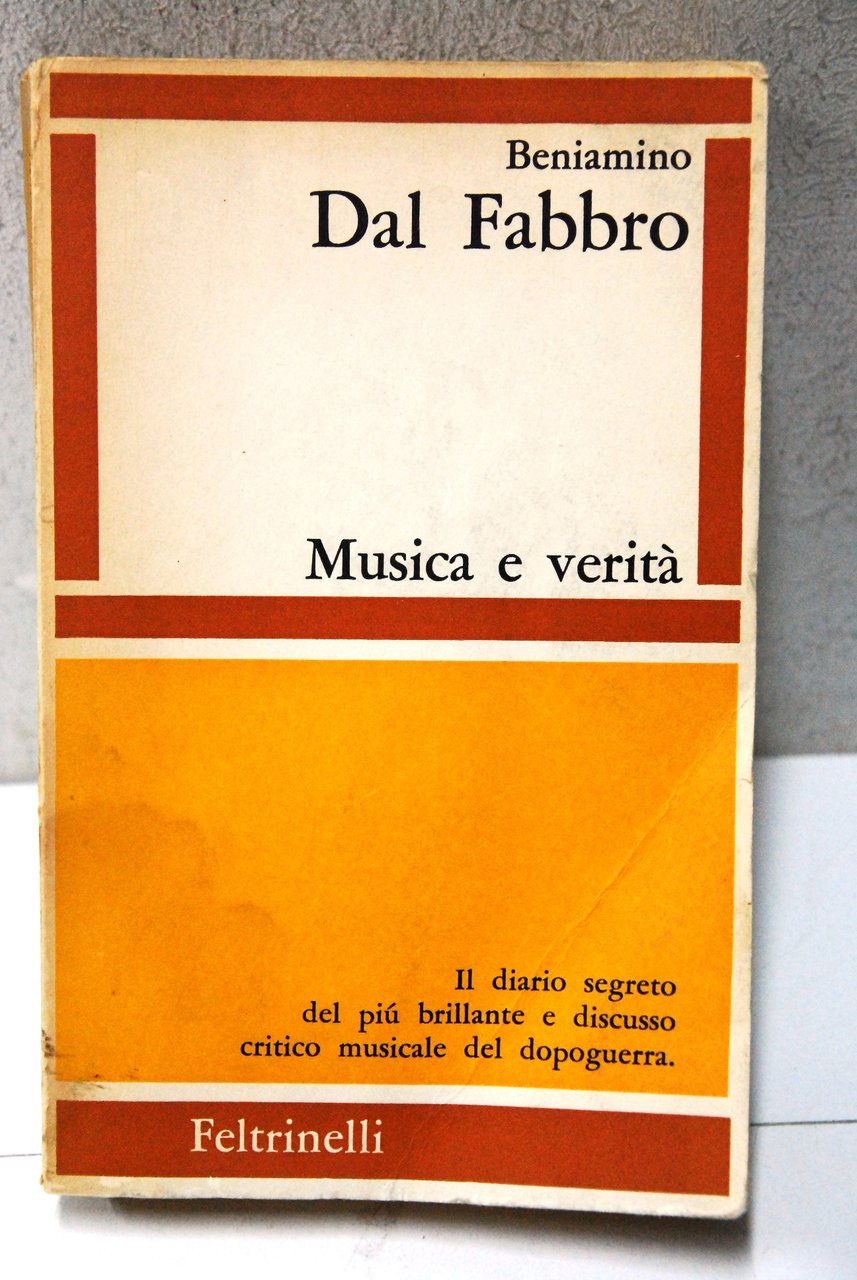 Beniamino
Dal Fabbro
Musica e verità
Il diario segreto
del piú brillante e discusso
critico musicale del dopoguerra.
Feltrinelli